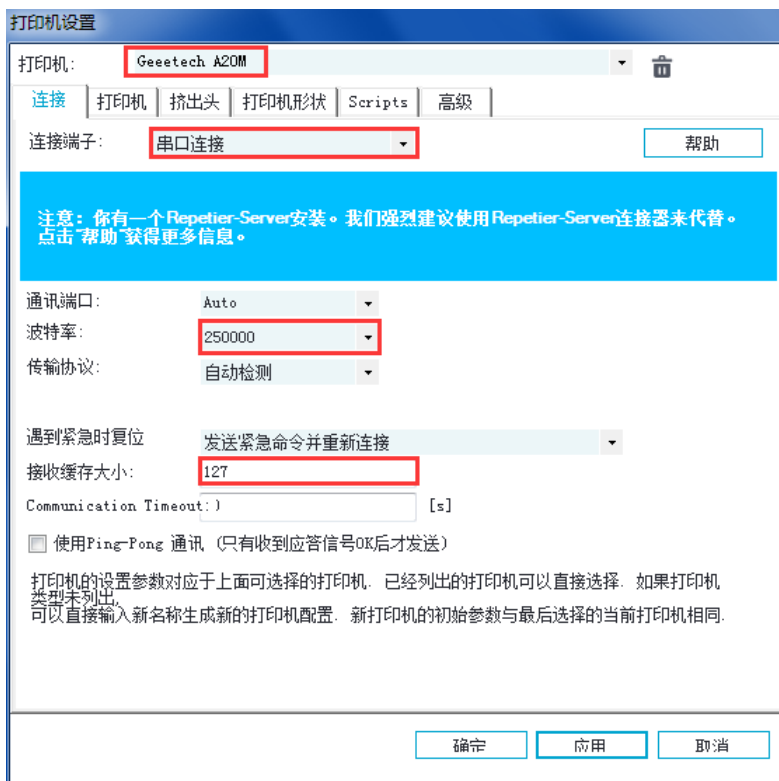 打印机设置
打印机: Geeetech A20M
连接 打印机 挤出头 打印机形状 Scripts 高级
连接端子: 串口连接 帮助
注意：你有一个Repetier-Server安装。我们强烈建议使用Repetier-Server连接器来代替。
点击"帮助"获得更多信息。
通讯端口: Auto
波特率: 250000
传输协议: 自动检测
遇到紧急时复位 发送紧急命令并重新连接
接收缓存大小: 127
Communication Timeout: ) [s]
使用Ping-Pong 通讯 (只有收到应答信号OK后才发送)
打印机的设置参数对应于上面可选择的打印机. 已经列出的打印机可以直接选择. 如果打印机
类型未列出,
可以直接输入新名称生成新的打印机配置. 新打印机的初始参数与最后选择的当前打印机相同.
确定 应用 取消